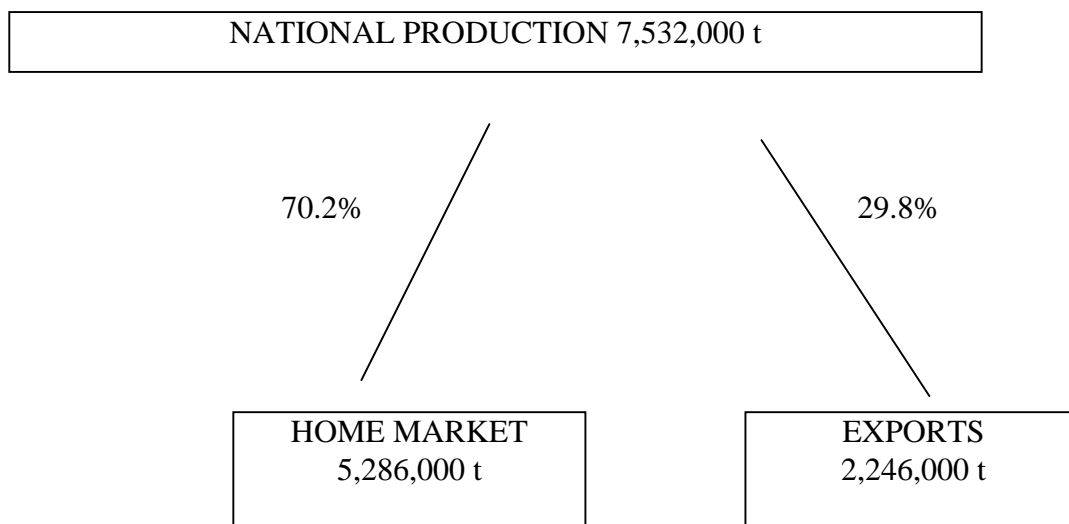 NATIONAL PRODUCTION 7,532,000 t
70.2%
29.8%
HOME MARKET
5,286,000 t
EXPORTS
2,246,000 t